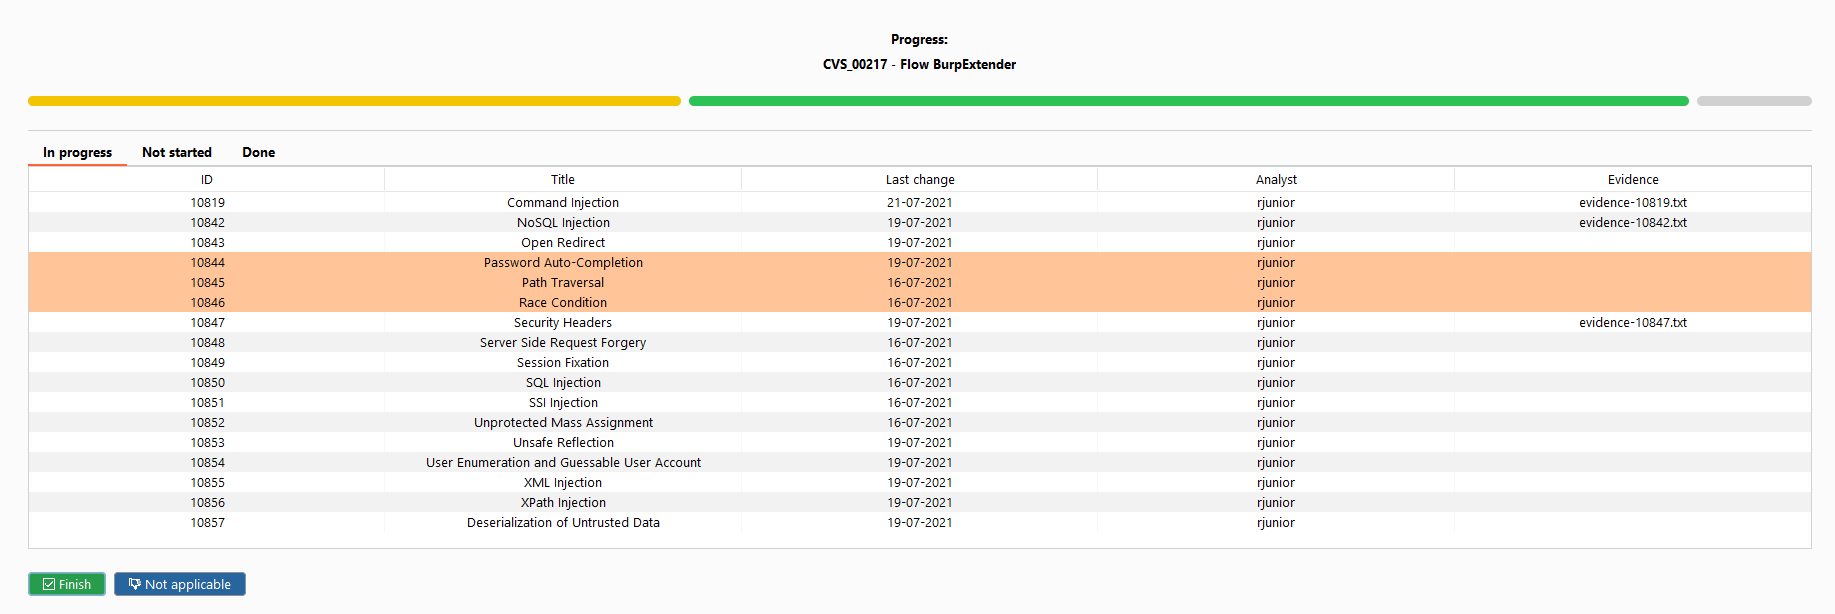 Progress:
CVS_00217 - Flow BurpExtender
In progress Not started Done
ID Title Last change Analyst Evidence
10819 Command Injection 21-07-2021 rjunior evidence-10819.txt
10842 NoSQL Injection 19-07-2021 rjunior evidence-10842.txt
10843 Open Redirect 19-07-2021 rjunior
10844 Password Auto-Completion 19-07-2021 rjunior
10845 Path Traversal 16-07-2021 rjunior
10846 Race Condition 16-07-2021 rjunior
10847 Security Headers 19-07-2021 rjunior evidence-10847.txt
10848 Server Side Request Forgery 16-07-2021 rjunior
10849 Session Fixation 16-07-2021 rjunior
10850 SQL Injection 16-07-2021 rjunior
10851 SSI Injection 16-07-2021 rjunior
10852 Unprotected Mass Assignment 16-07-2021 rjunior
10853 Unsafe Reflection 19-07-2021 rjunior
10854 User Enumeration and Guessable User Account 19-07-2021 rjunior
10855 XML Injection 19-07-2021 rjunior
10856 XPath Injection 19-07-2021 rjunior
10857 Deserialization of Untrusted Data 19-07-2021 rjunior
Finish Not applicable